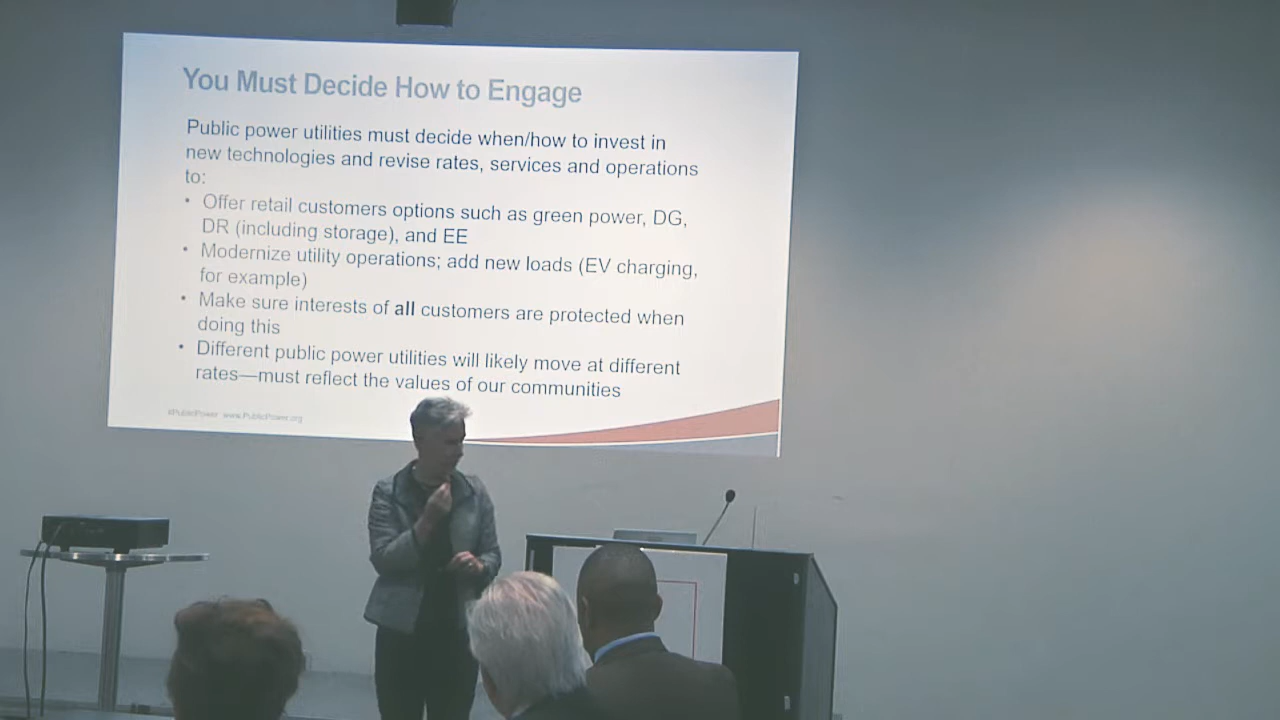 You Must Decide How to Engage
Public power utilities must decide when/how to invest in
new technologies and revise rates, services and operations
to:
• Offer retail customers options such as green power, DG,
DR (including storage), and EE
• Modernize utility operations; add new loads (EV charging,
for example)
• Make sure interests of all customers are protected when
doing this
• Different public power utilities will likely move at different
rates—must reflect the values of our communities
#PublicPower www.PublicPower.org